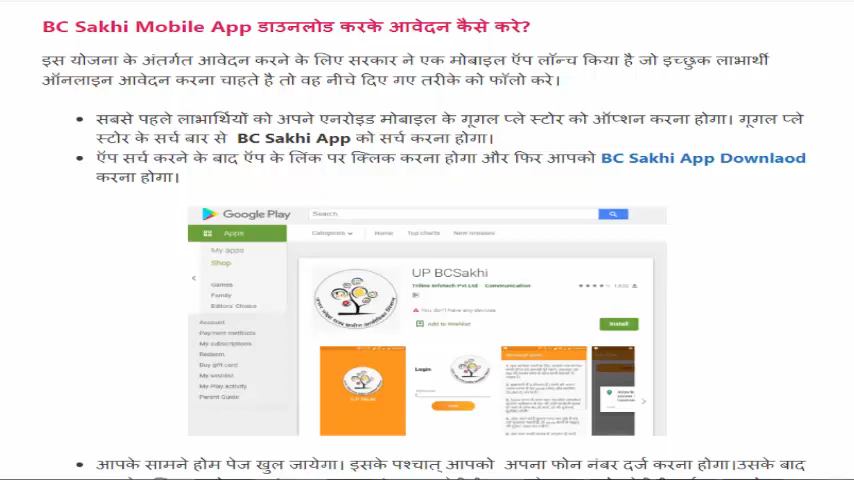 BC Sakhi Mobile App डाउनलोड करके आवेदन कैसे करे?
इस योजना के अंतर्गत आवेदन करने के लिए सरकार ने एक मोबाइल ऍप लॉन्च किया है जो इच्छुक लाभार्थी
ऑनलाइन आवेदन करना चाहते है तो वह नीचे दिए गए तरीके को फॉलो करे।
सबसे पहले लाभार्थियों को अपने एनरोइड मोबाइल के गूगल प्ले स्टोर को ऑप्शन करना होगा। गूगल प्ले
स्टोर के सर्च बार से BC Sakhi App को सर्च करना होगा।
ऍप सर्च करने के बाद ऍप के लिंक पर क्लिक करना होगा और फिर आपको BC Sakhi App Downlaod
करना होगा।
Google Play Search
Apps Categories Home Top charts New releases
My apps
Shop
Games
Family
Editors' Choice
Account
Payment methods
My subscriptions
Redeem
Buy gift card
My wishlist
My Play activity
Parent Guide
UP BCSakhi
Trilline Infotech Pvt Ltd Communication
You don't have any devices
Add to Wishlist
Install
Login
आपके सामने होम पेज खुल जायेगा। इसके पश्चात् आपको अपना फोन नंबर दर्ज करना होगा।उसके बाद